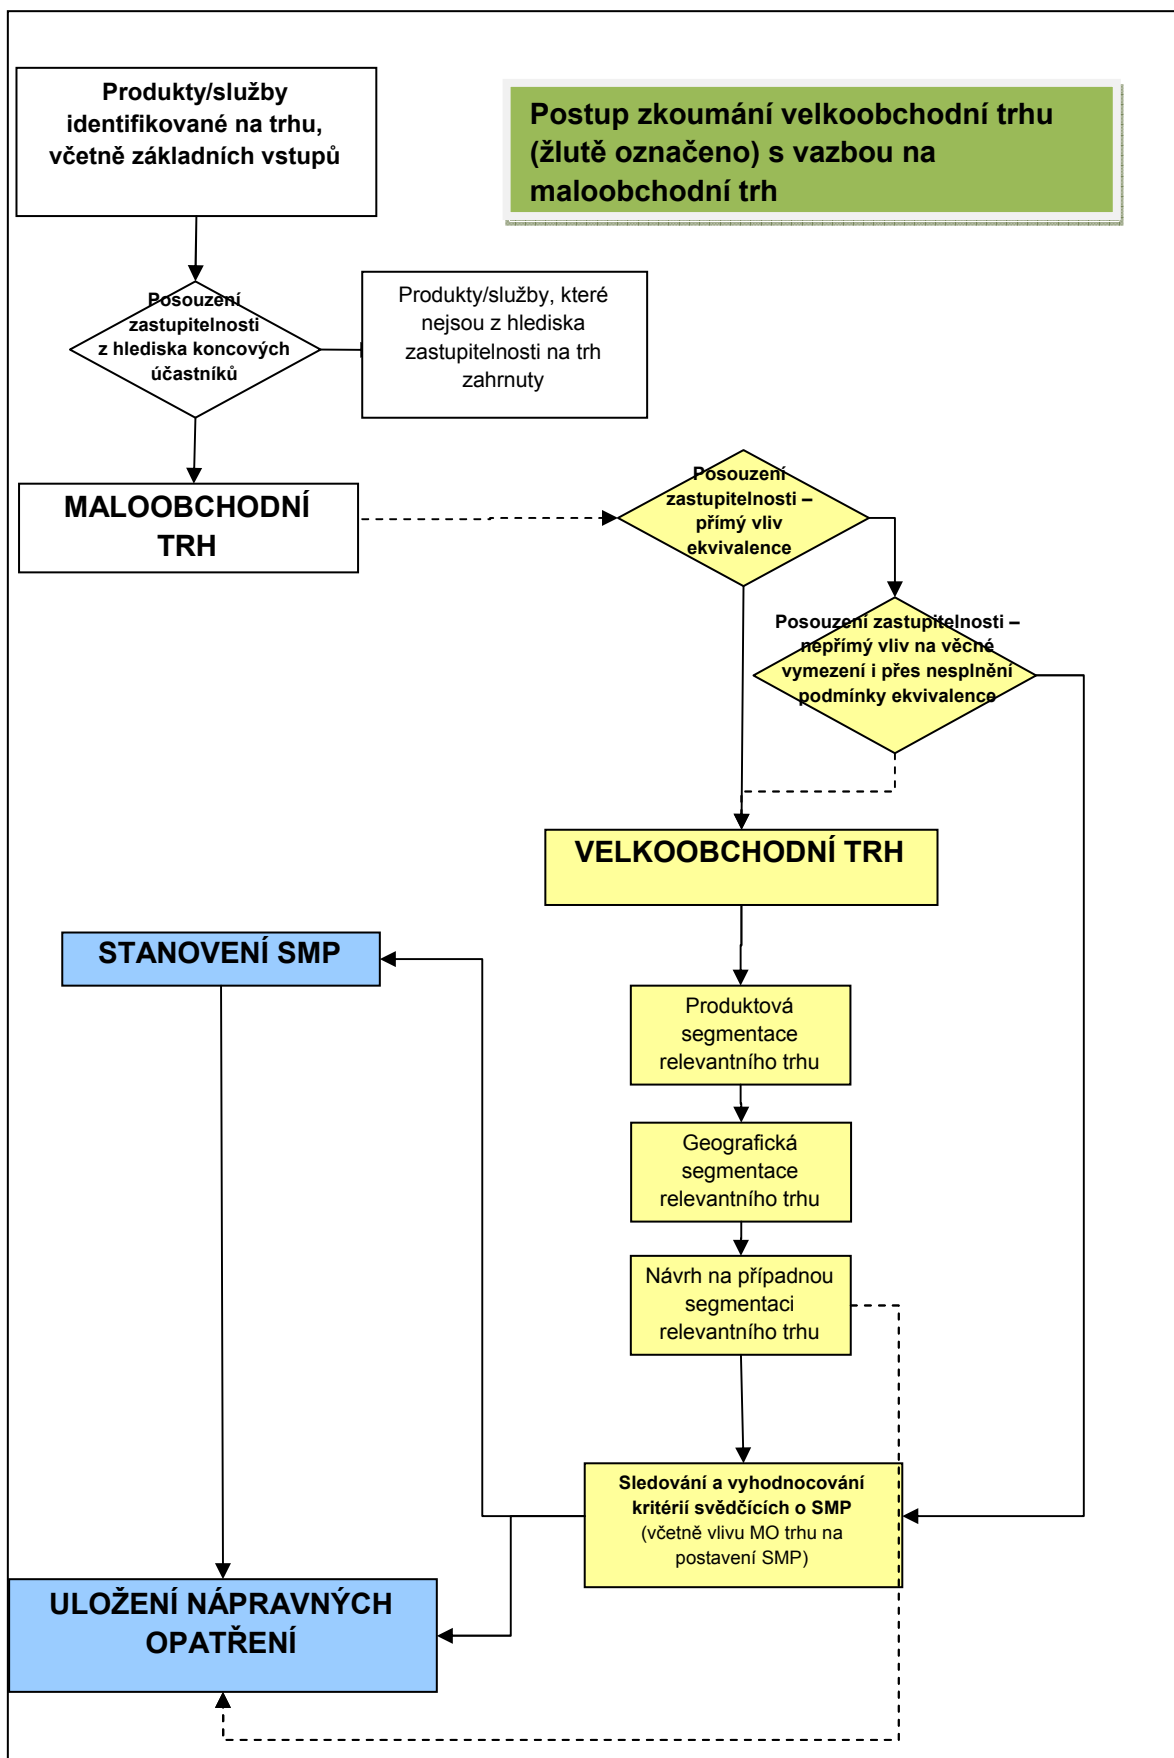 Produkty/služby
identifikované na trhu,
včetně základních vstupů
Postup zkoumání velkoobchodní trhu
(žlutě označeno) s vazbou na
maloobchodní trh
Posouzení
zastupitelnosti
z hlediska koncových
účastníků
Produkty/služby, které
nejsou z hlediska
zastupitelnosti na trh
zahrnuty
MALOOBCHODNÍ
TRH
Posouzení
zastupitelnosti –
přímý vliv
ekvivalence
Posouzení zastupitelnosti –
nepřímý vliv na věcné
vymezení i přes nesplnění
podmínky ekvivalence
VELKOOBCHODNÍ TRH
STANOVENÍ SMP
Produktová
segmentace
relevantního trhu
Geografická
segmentace
relevantního trhu
Návrh na případnou
segmentaci
relevantního trhu
Sledování a vyhodnocování
kritérií svědčících o SMP
(včetně vlivu MO trhu na
postavení SMP)
ULOŽENÍ NÁPRAVNÝCH
OPATŘENÍ